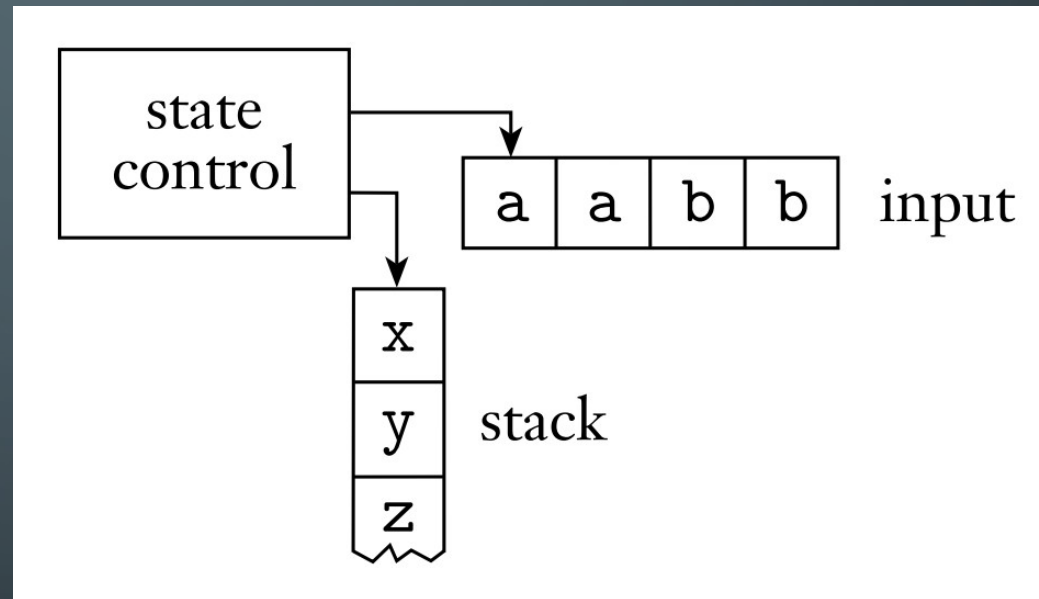 state
control
a a b b input
x
y stack
z